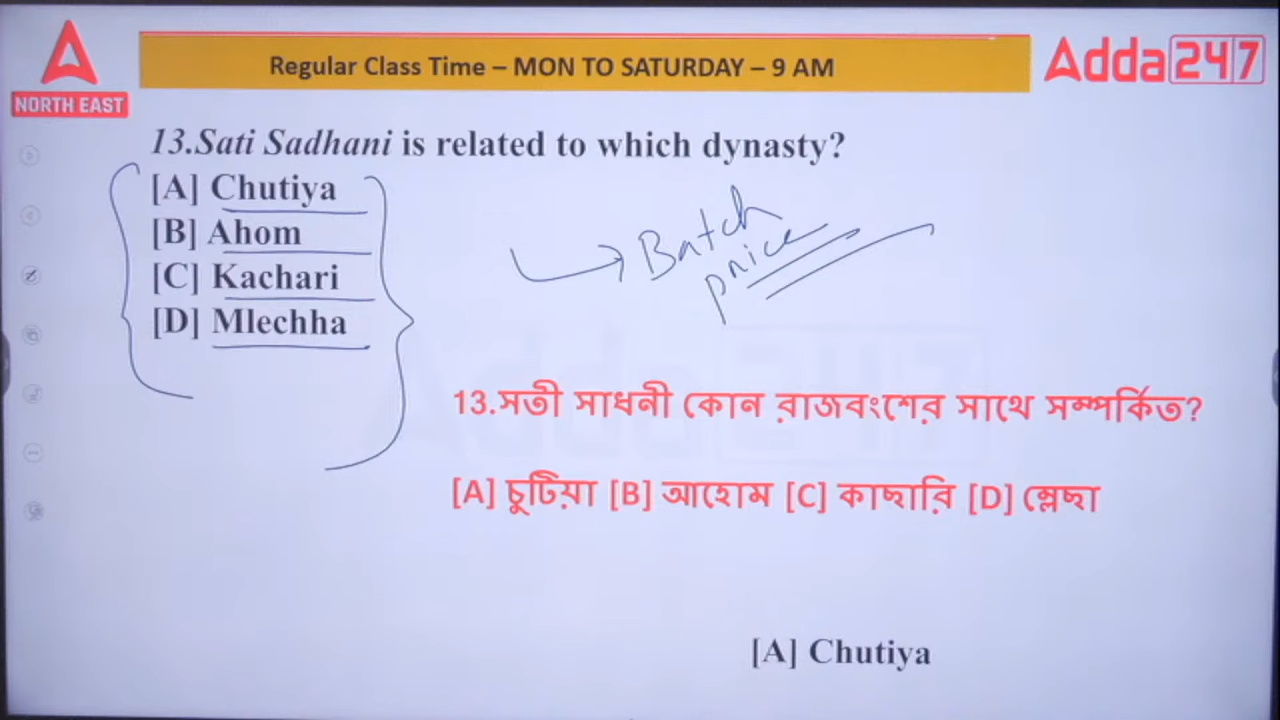 NORTH EAST
Regular Class Time – MON TO SATURDAY – 9 AM
Adda247
13.Sati Sadhani is related to which dynasty?
[A] Chutiya
[B] Ahom
[C] Kachari
[D] Mlechha
Batch
price
13.সতী সাধনী কোন ৰাজবংশের সাথে সম্পর্কিত?
[A] চুটিয়া [B] আহোম [C] কাছাৰি [D] ম্লেছা
[A] Chutiya